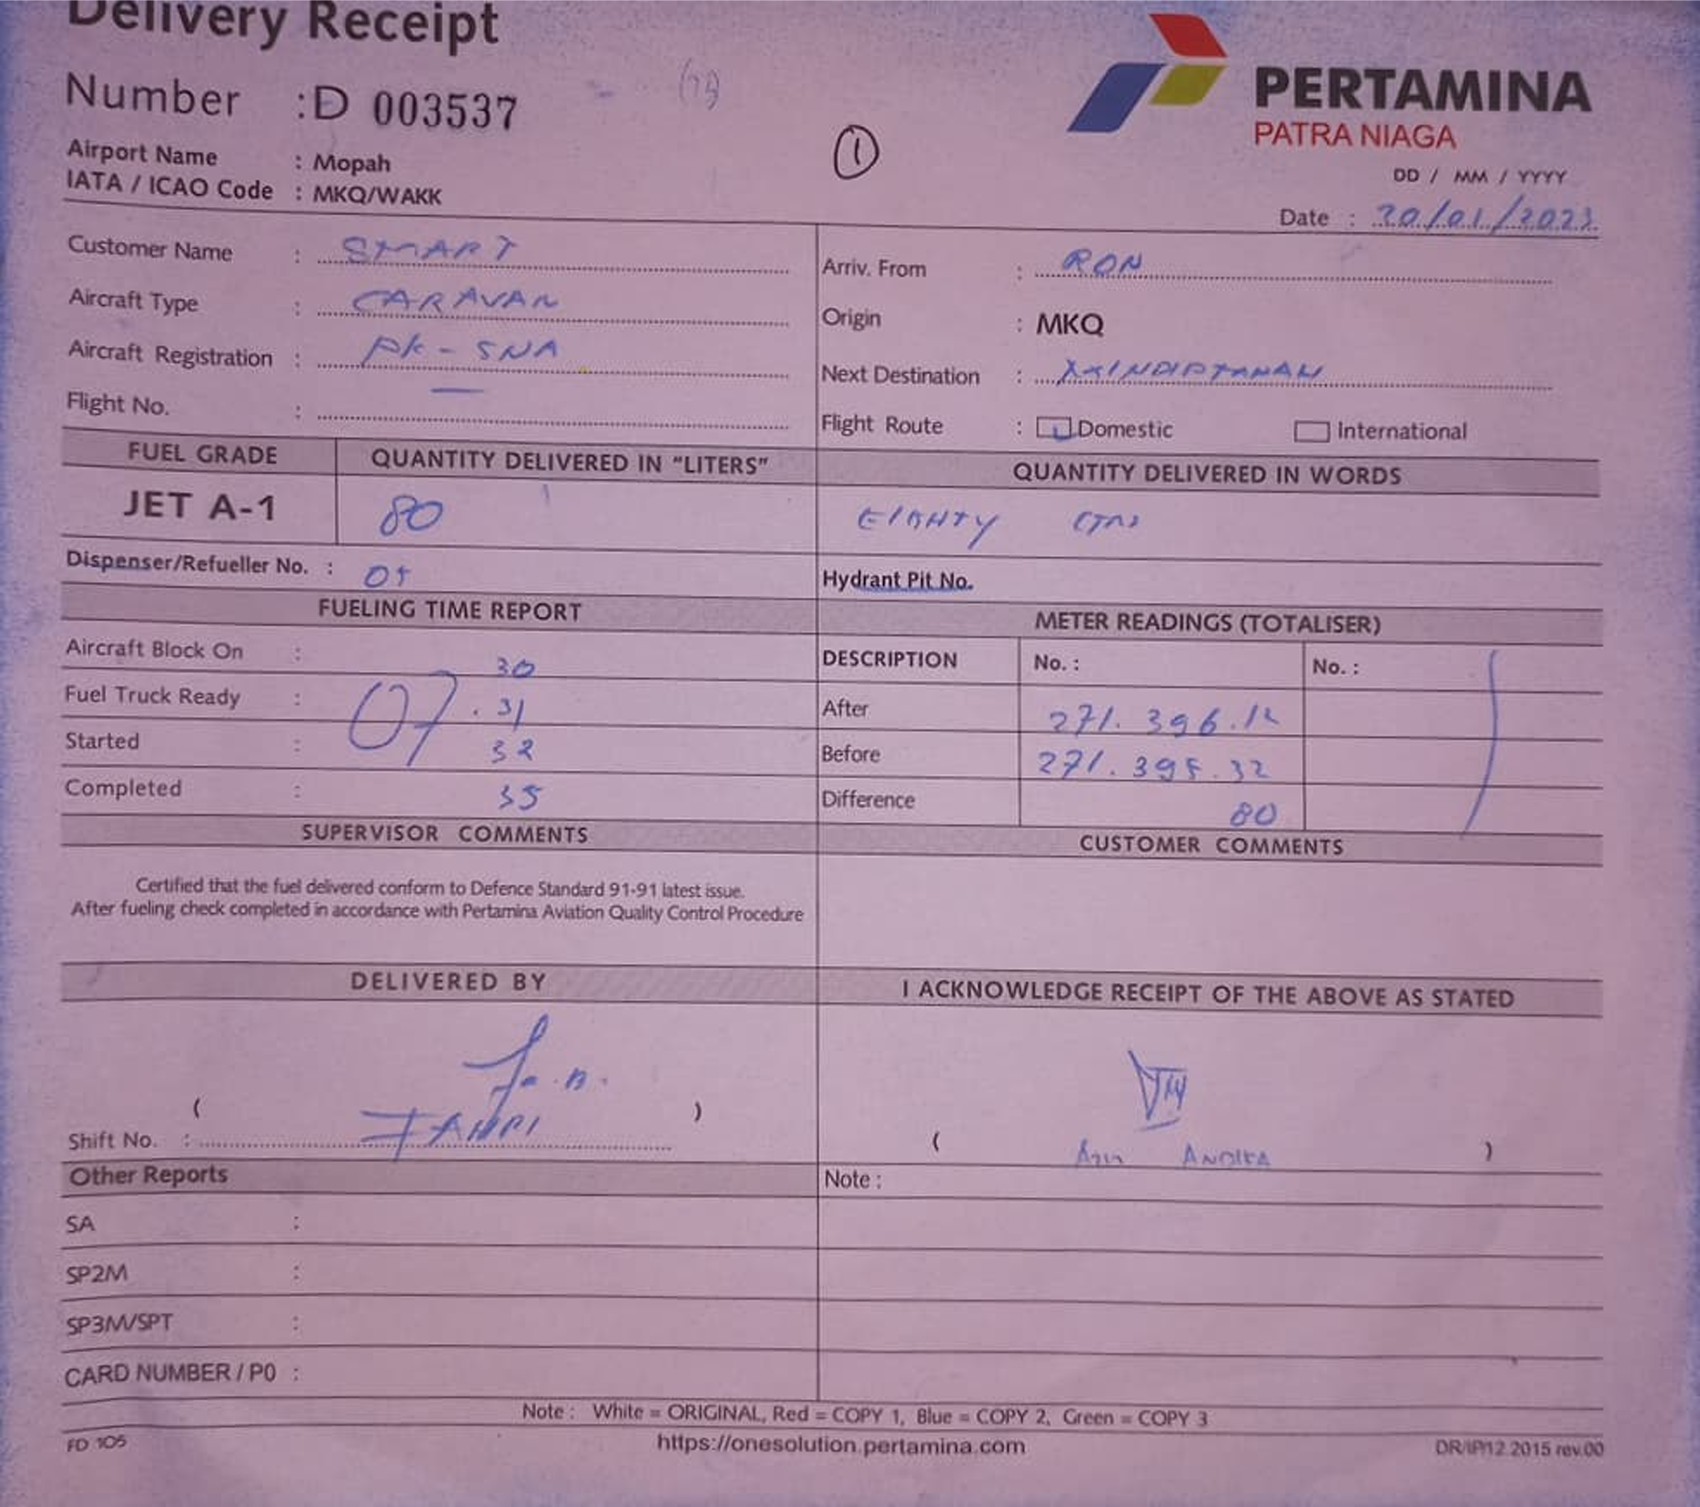 Delivery Receipt
Number : D 003537
①
PERTAMINA
PATRA NIAGA
Airport Name : Mopah
IATA / ICAO Code : MKQ/WAKK
DD / MM / YYYY
Date : 20/01/2023
Customer Name : SMART
Arriv. From : RON
Aircraft Type : CARAVAN
Origin : MKQ
Aircraft Registration : PK - SNA
Next Destination :
Flight No. : —
Flight Route : Domestic International
FUEL GRADE QUANTITY DELIVERED IN "LITERS" QUANTITY DELIVERED IN WORDS
JET A-1 80 EIGHTY
Dispenser/Refueller No. :
Hydrant Pit No.
FUELING TIME REPORT METER READINGS (TOTALISER)
Aircraft Block On : 30
DESCRIPTION No. : No. :
Fuel Truck Ready : 07.31
After 271.396.12
Started : 32
Before 271.395.32
Completed : 35
Difference 80
SUPERVISOR COMMENTS CUSTOMER COMMENTS
Certified that the fuel delivered conform to Defence Standard 91-91 latest issue.
After fueling check completed in accordance with Pertamina Aviation Quality Control Procedure
DELIVERED BY I ACKNOWLEDGE RECEIPT OF THE ABOVE AS STATED
( )
Shift No. :
( ANDIKA )
Other Reports Note :
SA :
SP2M :
SP3M/SPT :
CARD NUMBER / P0 :
Note : White = ORIGINAL, Red = COPY 1, Blue = COPY 2, Green = COPY 3
FD 105 https://onesolution.pertamina.com DR/IP/12.2015 rev.00